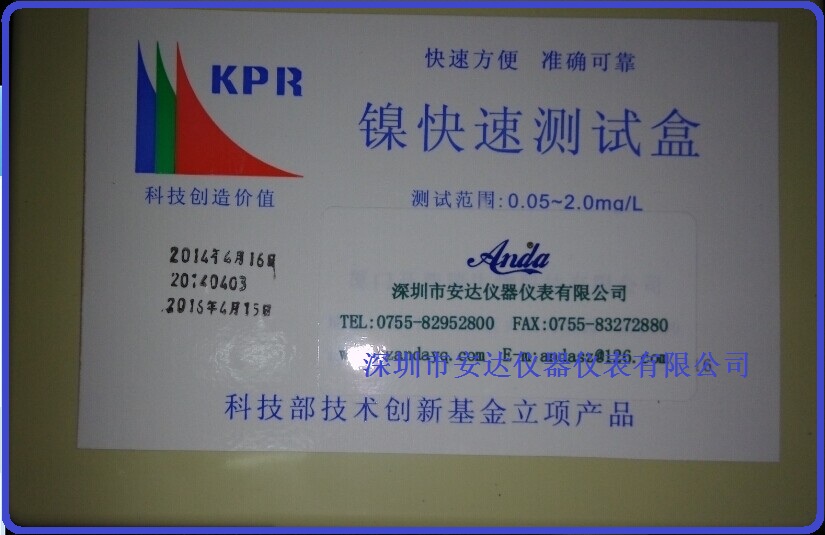 快速方便 准确可靠
KPR
镍快速测试盒
科技创造价值
测试范围:0.05~2.0mg/L
2014年4月16日
20140403
2016年4月15日
Anda
深圳市安达仪器仪表有限公司
TEL:0755-82952800 FAX:0755-83272880
深圳市安达仪器仪表有限公司
科技部技术创新基金立项产品